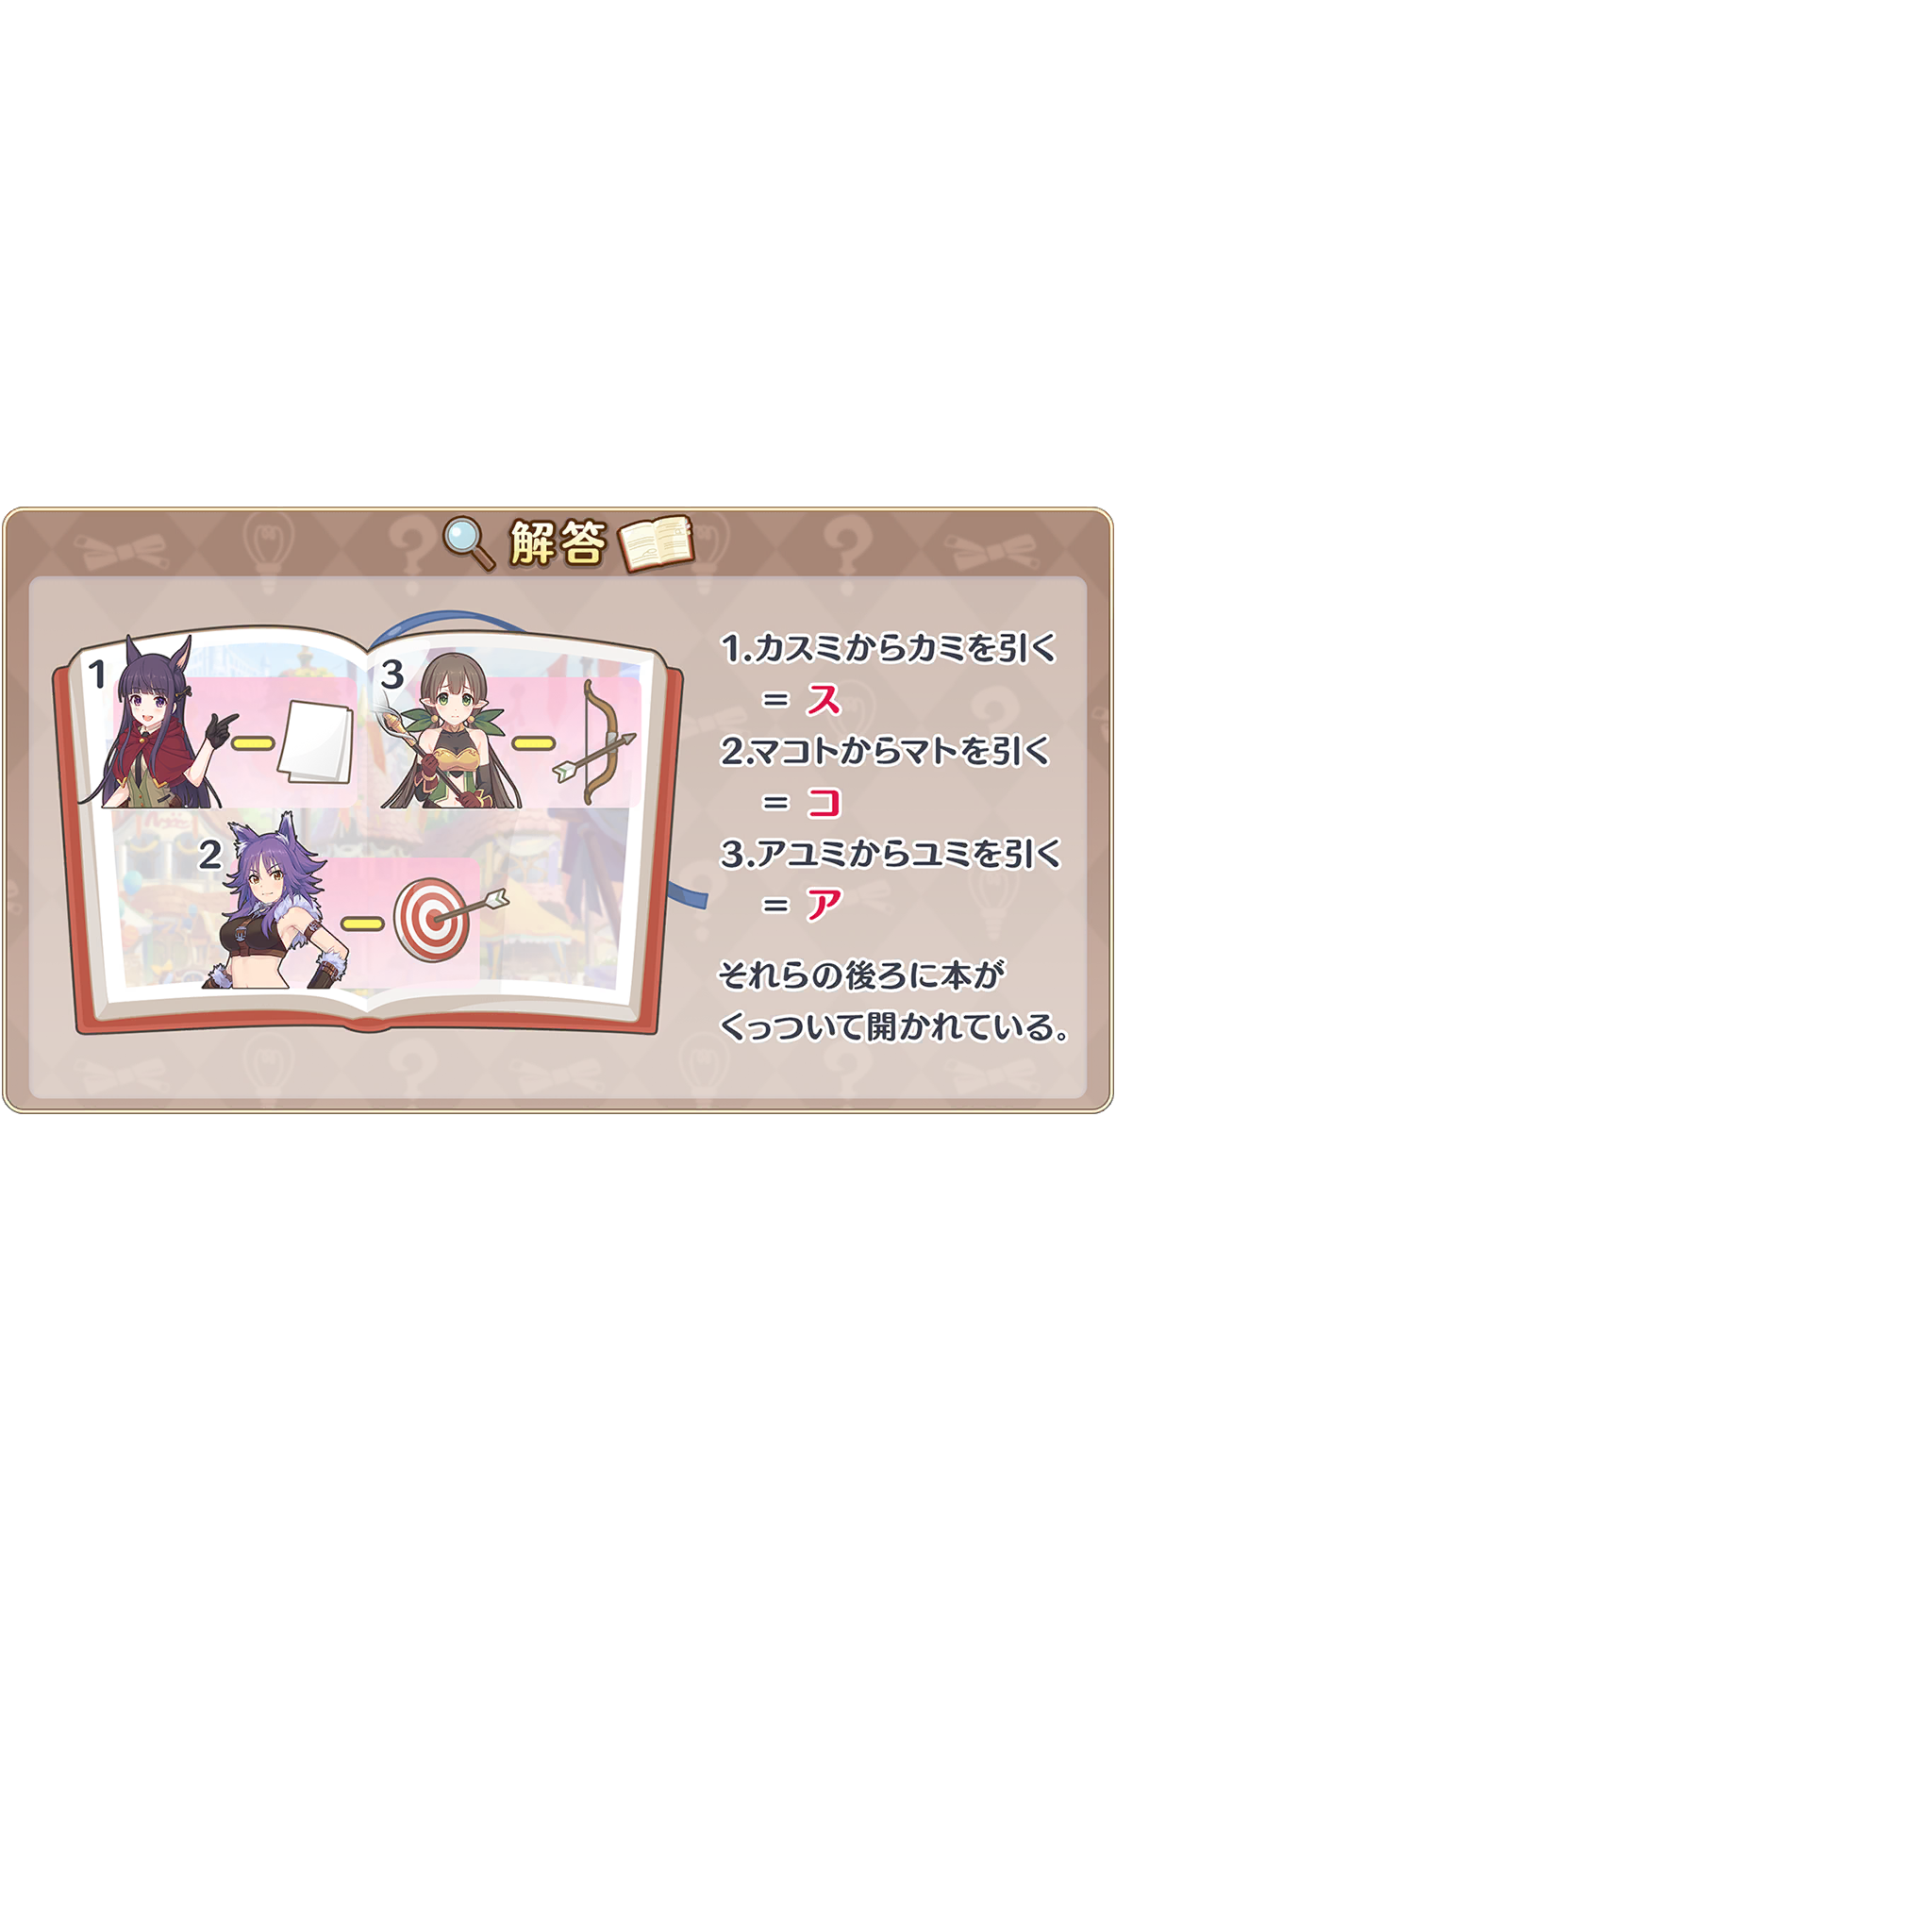 解答
1
3
2
1.カスミからカミを引く
= ス
2.マコトからマトを引く
= コ
3.アユミからユミを引く
= ア
それらの後ろに本が
くっついて開かれている。